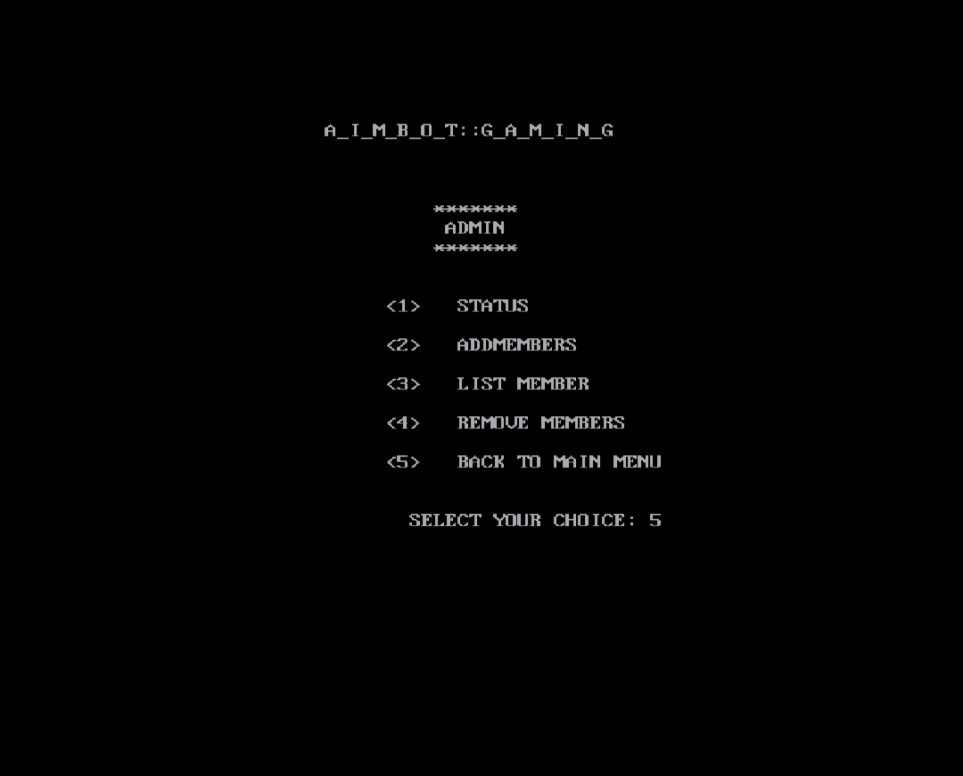 A_I_M_B_O_T::G_A_M_I_N_G
*******
ADMIN
*******
<1> STATUS
<2> ADDMEMBERS
<3> LIST MEMBER
<4> REMOVE MEMBERS
<5> BACK TO MAIN MENU
SELECT YOUR CHOICE: 5